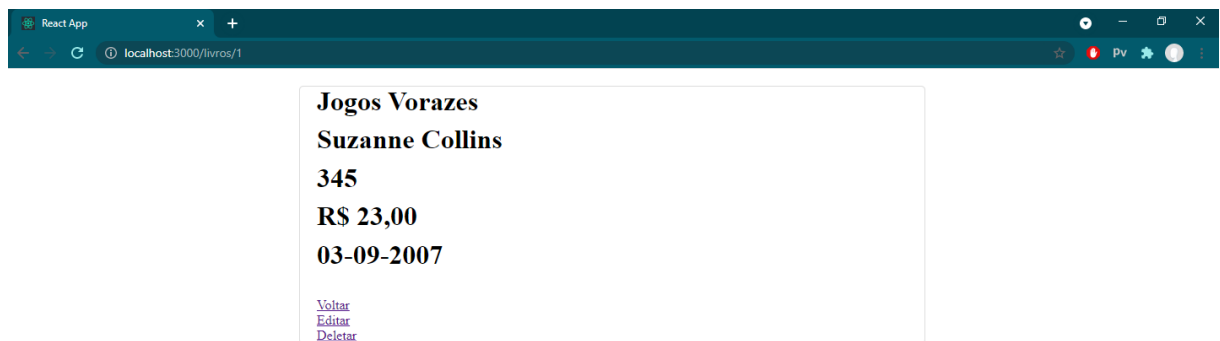 React App
localhost:3000/livros/1
Pv
Jogos Vorazes
Suzanne Collins
345
R$ 23,00
03-09-2007
Voltar
Editar
Deletar